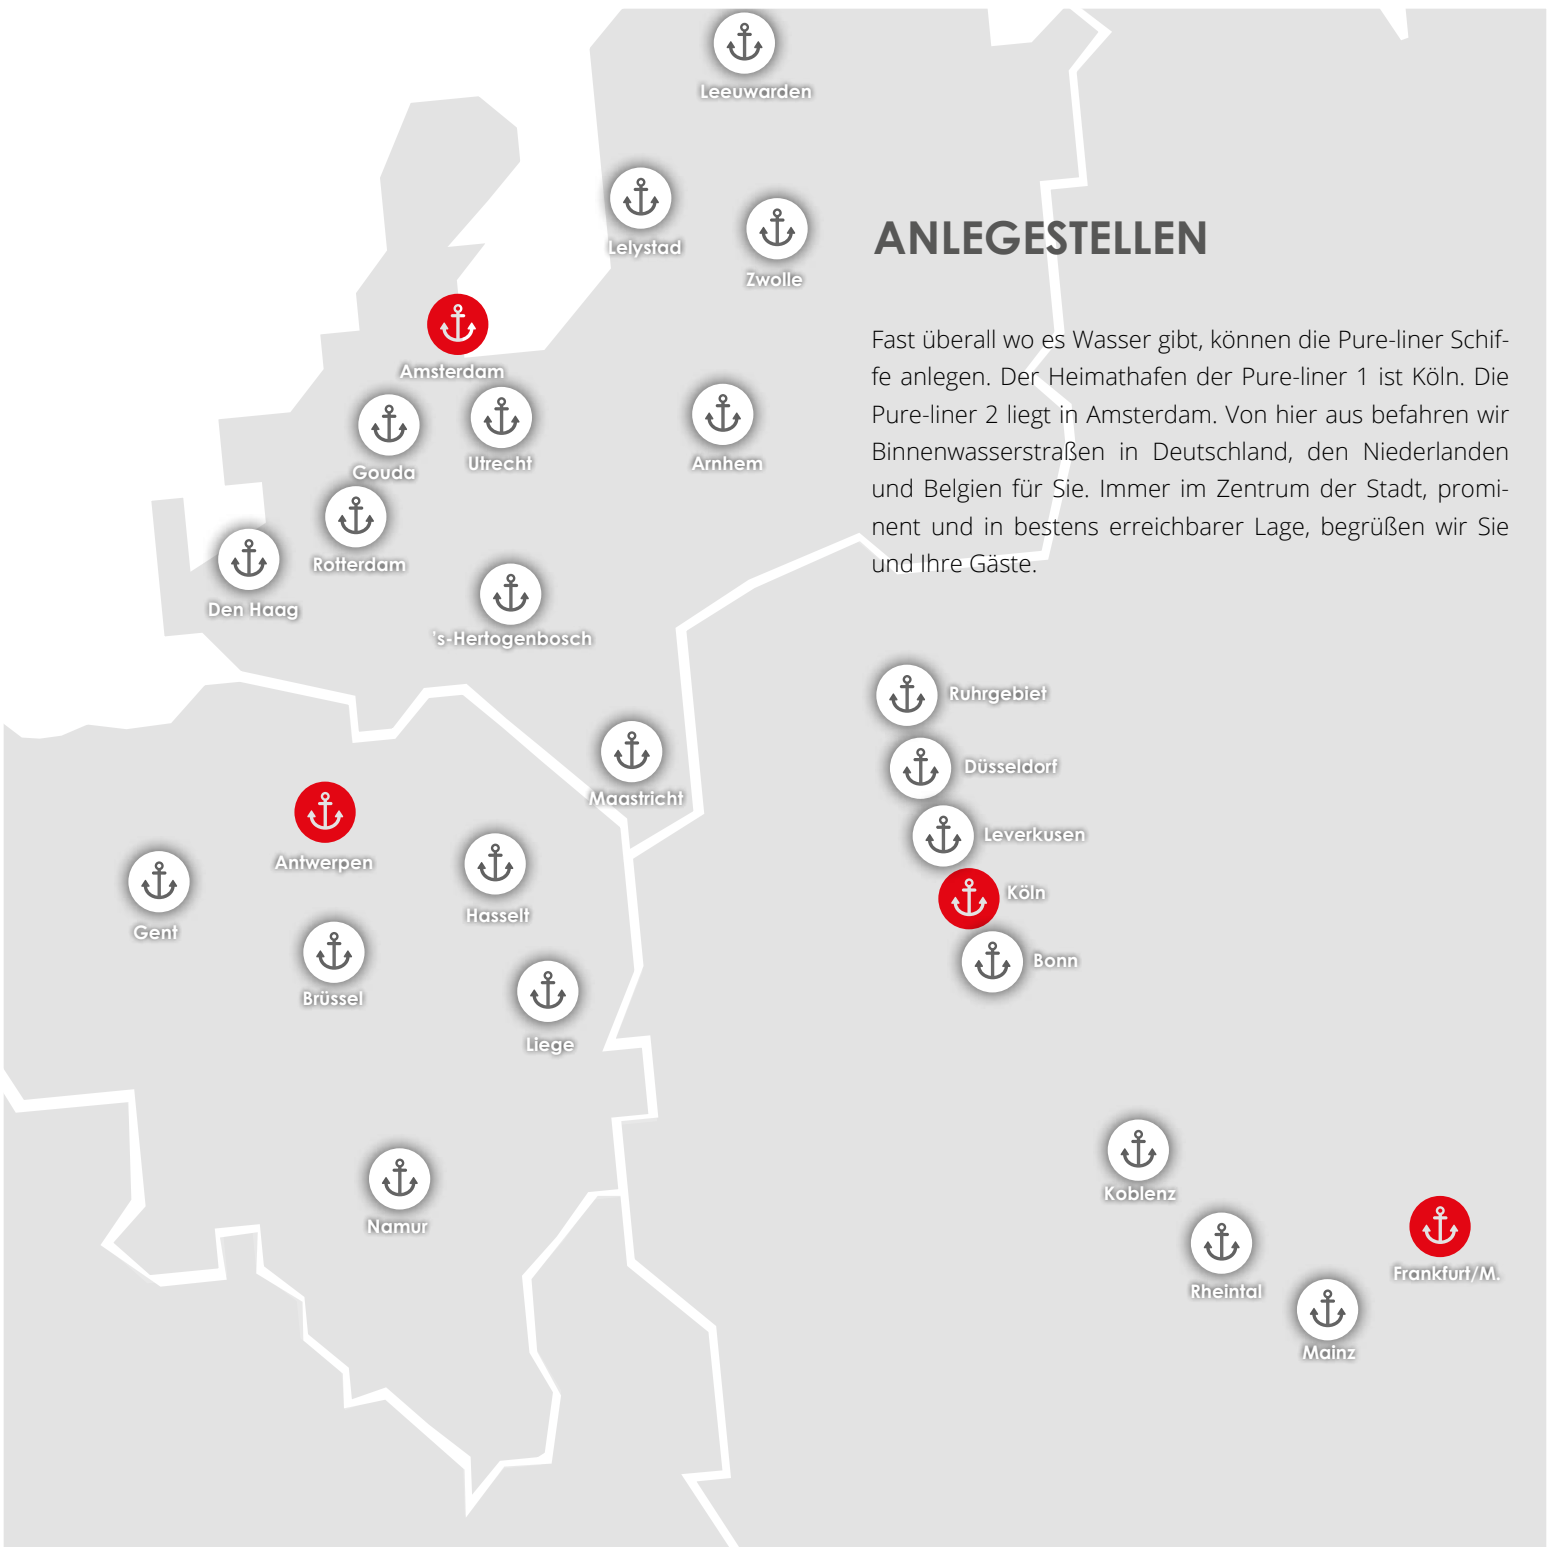 Leeuwarden
Lelystad
Zwolle
ANLEGESTELLEN
Fast überall wo es Wasser gibt, können die Pure-liner Schif-
fe anlegen. Der Heimathafen der Pure-liner 1 ist Köln. Die
Pure-liner 2 liegt in Amsterdam. Von hier aus befahren wir
Binnenwasserstraßen in Deutschland, den Niederlanden
und Belgien für Sie. Immer im Zentrum der Stadt, promi-
nent und in bestens erreichbarer Lage, begrüßen wir Sie
und Ihre Gäste.
Amsterdam
Gouda
Utrecht
Arnhem
Rotterdam
Den Haag
's-Hertogenbosch
Ruhrgebiet
Düsseldorf
Maastricht
Leverkusen
Antwerpen
Köln
Hasselt
Gent
Bonn
Brüssel
Liege
Koblenz
Namur
Frankfurt/M.
Rheintal
Mainz